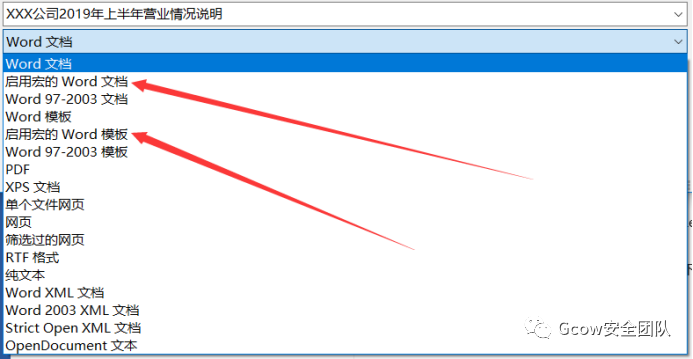 XXX公司2019年上半年营业情况说明
Word 文档
Word 文档
启用宏的 Word 文档
Word 97-2003 文档
Word 模板
启用宏的 Word 模板
Word 97-2003 模板
PDF
XPS 文档
单个文件网页
网页
筛选过的网页
RTF 格式
纯文本
Word XML 文档
Word 2003 XML 文档
Strict Open XML 文档
OpenDocument 文本
Gcow安全团队